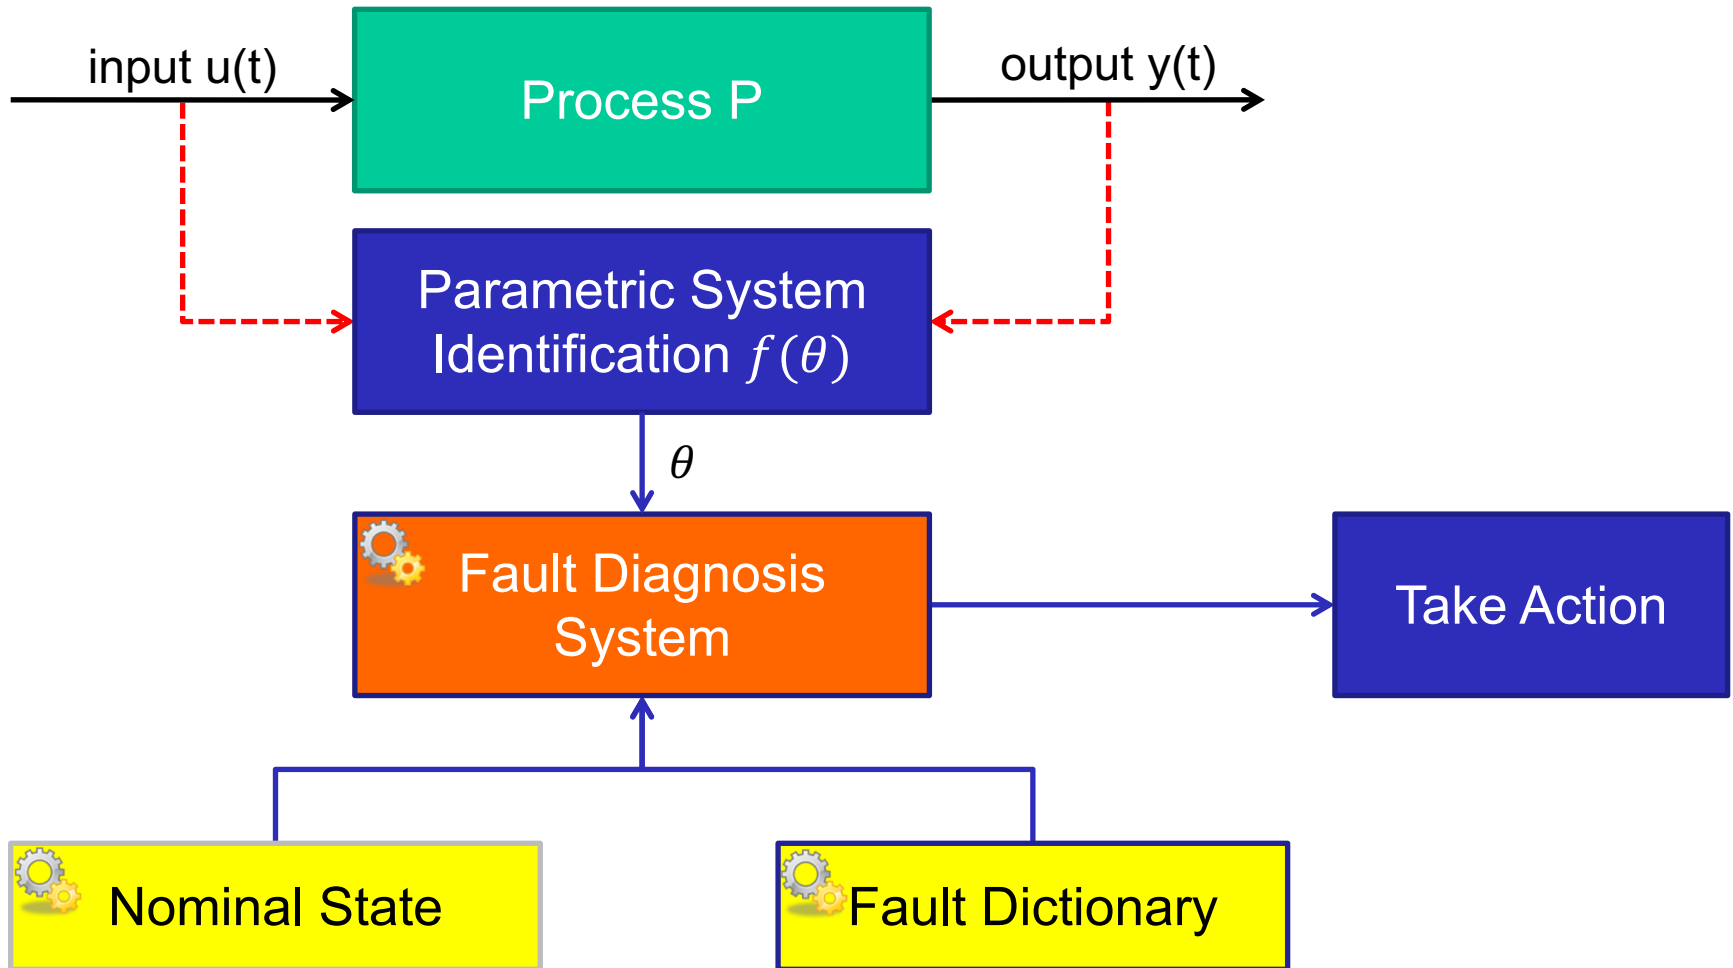 input u(t)
Process P
output y(t)
Parametric System
Identification f(θ)
θ
Fault Diagnosis
System
Take Action
Nominal State
Fault Dictionary